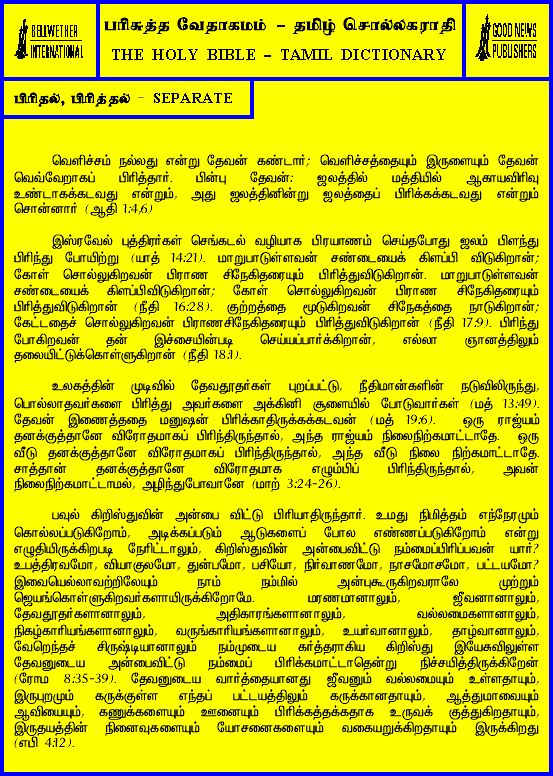 BELLWETHER
INTERNATIONAL
பரிசுத்த வேதாகமம் – தமிழ் சொல்லகராதி
THE HOLY BIBLE – TAMIL DICTIONARY
GOOD NEWS
PUBLISHERS
பிரிதல், பிரித்தல் – SEPARATE
வெளிச்சம் நல்லது என்று தேவன் கண்டார்; வெளிச்சத்தையும் இருளையும் தேவன்
வெவ்வேறாகப் பிரித்தார். பின்பு தேவன்: ஜலத்தின் மத்தியில் ஆகாயவிரிவு
உண்டாகக்கடவது என்றும், அது ஜலத்தினின்று ஜலத்தைப் பிரிக்கக்கடவது என்றும்
சொன்னார் (ஆதி 1:4,6)
இஸ்ரவேல் புத்திரர்கள் செங்கடல் வழியாக பிரயாணம் செய்தபோது ஜலம் பிளந்து
பிரிந்து போயிற்று (யாத் 14:21). மாறுபாடுள்ளவன் சண்டையைக் கிளப்பி விடுகிறான்;
கோள் சொல்லுகிறவன் பிராண சிநேகிதரையும் பிரித்துவிடுகிறான். மாறுபாடுள்ளவன்
சண்டையைக் கிளப்பிவிடுகிறான்; கோள் சொல்லுகிறவன் பிராண சிநேகிதரையும்
பிரித்துவிடுகிறான் (நீதி 16:28). குற்றத்தை மூடுகிறவன் சிநேகத்தை நாடுகிறான்;
கேட்டதைச் சொல்லுகிறவன் பிராணசிநேகிதரையும் பிரித்துவிடுகிறான் (நீதி 17:9). பிரிந்து
போகிறவன் தன் இச்சையின்படி செய்யப்பார்க்கிறான், எல்லா ஞானத்திலும்
தலையிட்டுக்கொள்ளுகிறான் (நீதி 18:1).
உலகத்தின் முடிவில் தேவதூதர்கள் புறப்பட்டு, நீதிமான்களின் நடுவிலிருந்து,
பொல்லாதவர்களை பிரித்து அவர்களை அக்கினி சூளையில் போடுவார்கள் (மத் 13:49).
தேவன் இணைத்ததை மனுஷன் பிரிக்காதிருக்கக்கடவன் (மத் 19:6). ஒரு ராஜ்யம்
தனக்குத்தானே விரோதமாகப் பிரிந்திருந்தால், அந்த ராஜ்யம் நிலைநிற்கமாட்டாதே. ஒரு
வீடு தனக்குத்தானே விரோதமாகப் பிரிந்திருந்தால், அந்த வீடு நிலை நிற்கமாட்டாதே.
சாத்தான் தனக்குத்தானே விரோதமாக எழும்பிப் பிரிந்திருந்தால், அவன்
நிலைநிற்கமாட்டாமல், அழிந்துபோவானே (மாற் 3:24-26).
பவுல் கிறிஸ்துவின் அன்பை விட்டு பிரியாதிருந்தார். உமது நிமித்தம் எந்நேரமும்
கொல்லப்படுகிறோம், அடிக்கப்படும் ஆடுகளைப் போல எண்ணப்படுகிறோம் என்று
எழுதியிருக்கிறபடி நேரிட்டாலும், கிறிஸ்துவின் அன்பைவிட்டு நம்மைப்பிரிப்பவன் யார்?
உபத்திரவமோ, வியாகுலமோ, துன்பமோ, பசியோ, நிர்வாணமோ, நாசமோசமோ, பட்டயமோ?
இவையெல்லாவற்றிலேயும் நாம் நம்மில் அன்புகூருகிறவராலே முற்றும்
ஜெயங்கொள்ளுகிறவர்களாயிருக்கிறோமே. மரணமானாலும், ஜீவனானாலும்,
தேவதூதர்களானாலும், அதிகாரங்களானாலும், வல்லமைகளானாலும்,
நிகழ்காரியங்களானாலும், வருங்காரியங்களானாலும், உயர்வானாலும், தாழ்வானாலும்,
வேறெந்தச் சிருஷ்டியானாலும் நம்முடைய கர்த்தராகிய கிறிஸ்து இயேசுவிலுள்ள
தேவனுடைய அன்பைவிட்டு நம்மைப் பிரிக்கமாட்டாதென்று நிச்சயித்திருக்கிறேன்
(ரோம 8:35-39). தேவனுடைய வார்த்தையானது ஜீவனும் வல்லமையும் உள்ளதாயும்,
இருபுறமும் கருக்குள்ள எந்தப் பட்டயத்திலும் கருக்கானதாயும், ஆத்துமாவையும்
ஆவியையும், கணுக்களையும் ஊனையும் பிரிக்கத்தக்கதாக உருவக் குத்துகிறதாயும்,
இருதயத்தின் நினைவுகளையும் யோசனைகளையும் வகையறுக்கிறதாயும் இருக்கிறது
(எபி 4:12).